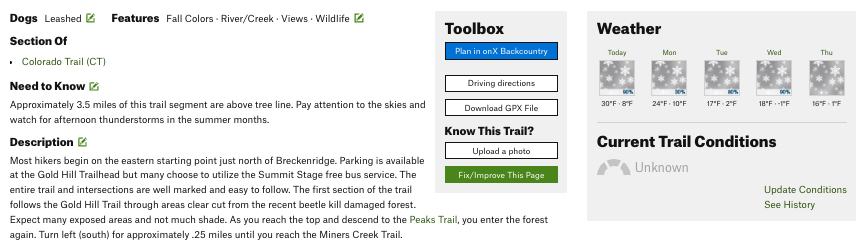 Dogs Leashed Features Fall Colors · River/Creek · Views · Wildlife
Section Of
• Colorado Trail (CT)
Need to Know
Approximately 3.5 miles of this trail segment are above tree line. Pay attention to the skies and
watch for afternoon thunderstorms in the summer months.
Description
Most hikers begin on the eastern starting point just north of Breckenridge. Parking is available
at the Gold Hill Trailhead but many choose to utilize the Summit Stage free bus service. The
entire trail and intersections are well marked and easy to follow. The first section of the trail
follows the Gold Hill Trail through areas clear cut from the recent beetle kill damaged forest.
Expect many exposed areas and not much shade. As you reach the top and descend to the Peaks Trail, you enter the forest
again. Turn left (south) for approximately .25 miles until you reach the Miners Creek Trail.
Toolbox
Plan in onX Backcountry
Driving directions
Download GPX File
Know This Trail?
Upload a photo
Fix/Improve This Page
Weather
Today Mon Tue Wed Thu
90% 30% 80% 90%
30°F · 8°F 24°F · 10°F 17°F · 2°F 18°F · -1°F 16°F · 1°F
Current Trail Conditions
Unknown
Update Conditions
See History